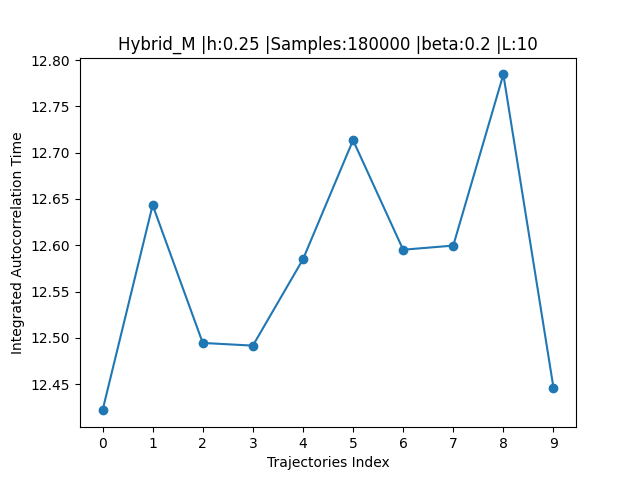 Hybrid_M |h:0.25 |Samples:180000 |beta:0.2 |L:10
12.80
12.75
12.70
12.65
12.60
12.55
12.50
12.45
Integrated Autocorrelation Time
0 1 2 3 4 5 6 7 8 9
Trajectories Index